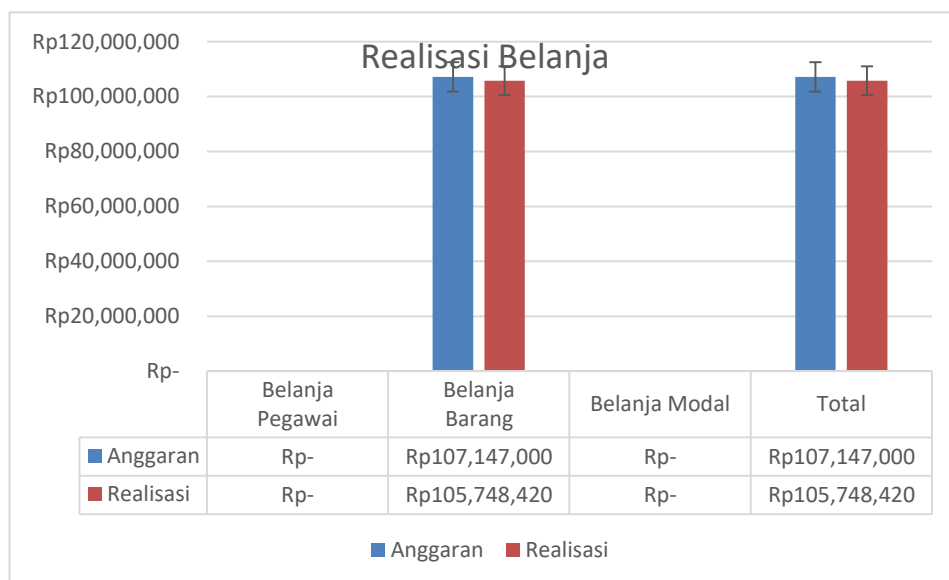 Realisasi Belanja
Rp120,000,000
Rp100,000,000
Rp80,000,000
Rp60,000,000
Rp40,000,000
Rp20,000,000
Rp-
Belanja Pegawai Belanja Barang Belanja Modal Total
Anggaran Rp- Rp107,147,000 Rp- Rp107,147,000
Realisasi Rp- Rp105,748,420 Rp- Rp105,748,420
Anggaran Realisasi